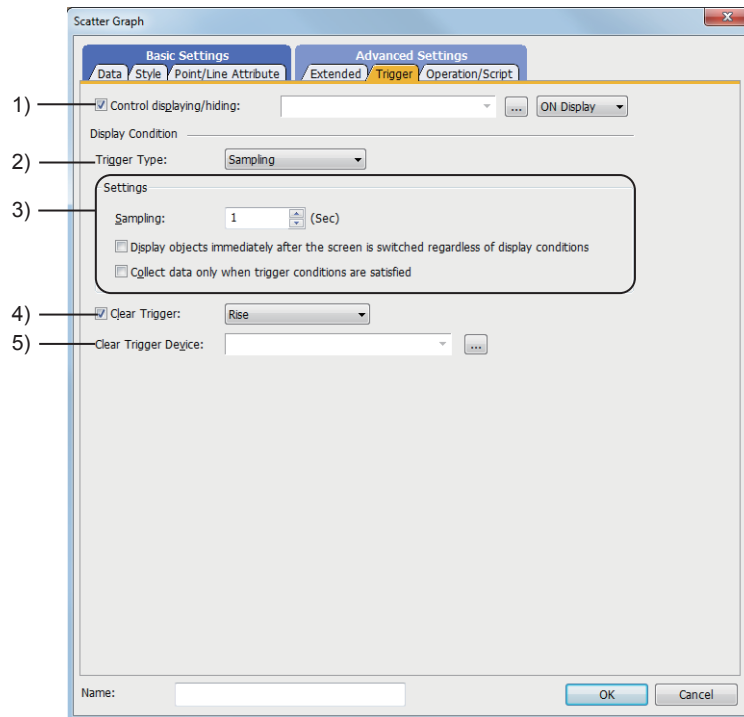 Scatter Graph
x
Basic Settings
Advanced Settings
Data Style Point/Line Attribute Extended Trigger Operation/Script
1) Control displaying/hiding: ... ON Display
Display Condition
2) Trigger Type: Sampling
Settings
3)
Sampling: 1 (Sec)
Display objects immediately after the screen is switched regardless of display conditions
Collect data only when trigger conditions are satisfied
4) Clear Trigger: Rise
5) Clear Trigger Device: ...
Name: OK Cancel